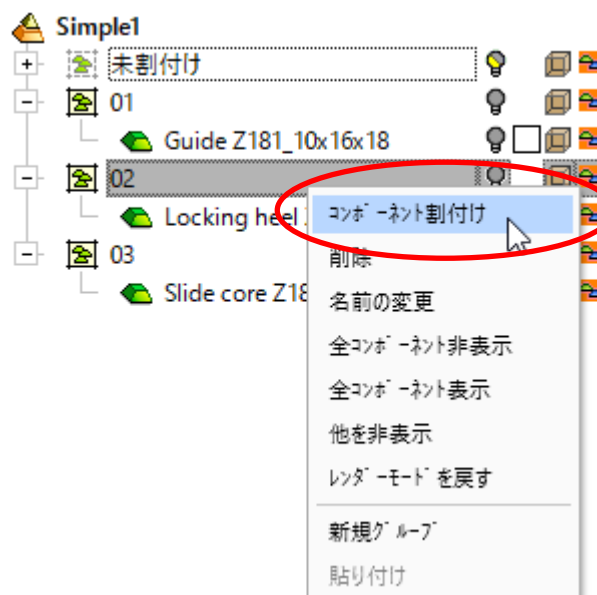 Simple1
未割付け
01
Guide Z181_10x16x18
02
Locking heel
03
Slide core Z18
ｺﾝﾎﾟｰﾈﾝﾄ割付け
削除
名前の変更
全ｺﾝﾎﾟｰﾈﾝﾄ非表示
全ｺﾝﾎﾟｰﾈﾝﾄ表示
他を非表示
ﾚﾝﾀﾞｰﾓｰﾄﾞを戻す
新規ｸﾞﾙｰﾌﾟ
貼り付け